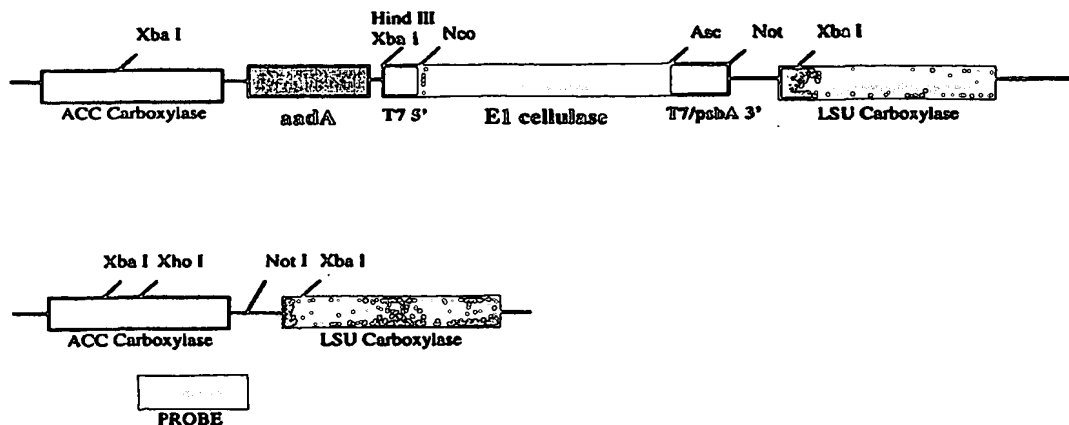 Hind III
Xba I Xba I Nco Asc Not Xba I
ACC Carboxylase aadA T7 5' E1 cellulase T7/psbA 3' LSU Carboxylase
Xba I Xho I Not I Xba I
ACC Carboxylase LSU Carboxylase
PROBE